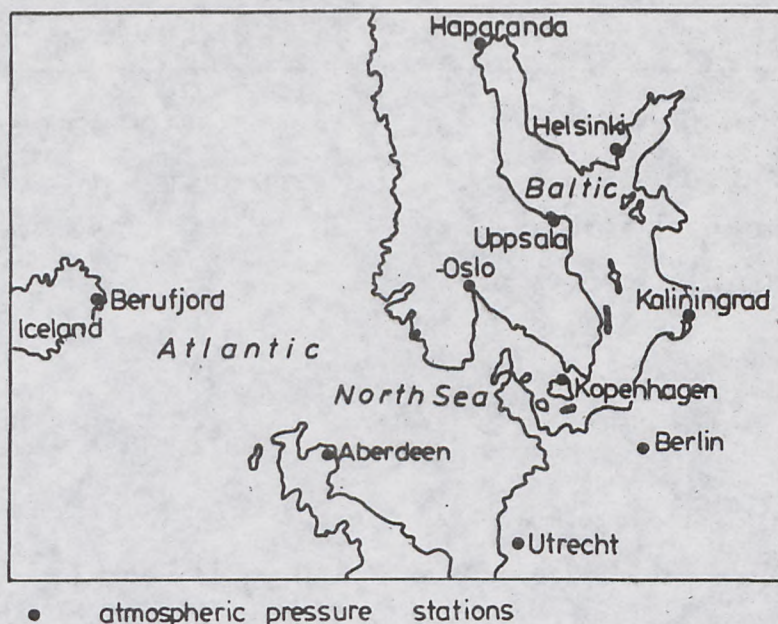 Haparanda
Helsinki
Baltic
Uppsala
Oslo
Berufjord
Kaliningrad
Iceland
Atlantic
North Sea
Kopenhagen
Aberdeen
Berlin
Utrecht
atmospheric pressure stations